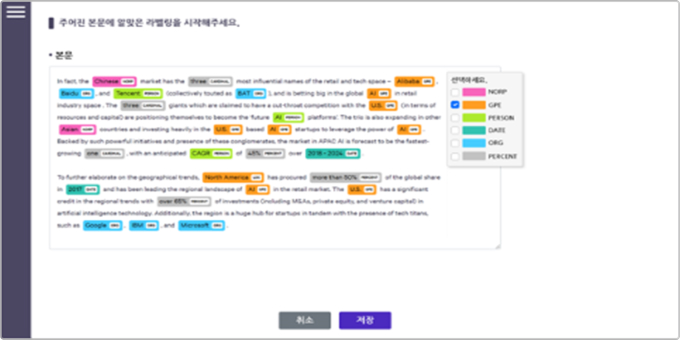 주어진 본문에 알맞은 라벨링을 시작해주세요.
• 본문
In fact, the Chinese NORP market has the three CARDINAL most influential names of the retail and tech space – Alibaba GPE ,
Baidu ORG , and Tencent PERSON (collectively touted as BAT ORG ), and is betting big in the global AI GPE in retail
industry space . The three CARDINAL giants which are claimed to have a cut-throat competition with the U.S. GPE (in terms of
resources and capital) are positioning themselves to become the future AI PERSON platforms'. The trio is also expanding in other
Asian NORP countries and investing heavily in the U.S. GPE based AI GPE startups to leverage the power of AI GPE .
Backed by such powerful initiatives and presence of these conglomerates, the market in APAC AI is forecast to be the fastest-
growing one CARDINAL , with an anticipated CAGR PERSON of 45% PERCENT over 2018 - 2024 DATE
To further elaborate on the geographical trends, North America GPE has procured more than 50% PERCENT of the global share
in 2017 DATE and has been leading the regional landscape of AI GPE in the retail market. The U.S. GPE has a significant
credit in the regional trends with over 65% PERCENT of investments (including M&As, private equity, and venture capital) in
artificial intelligence technology. Additionally, the region is a huge hub for startups in tandem with the presence of tech titans,
such as Google ORG , IBM ORG , and Microsoft ORG .
선택하세요.
NORP
GPE
PERSON
DATE
ORG
PERCENT
취소 저장